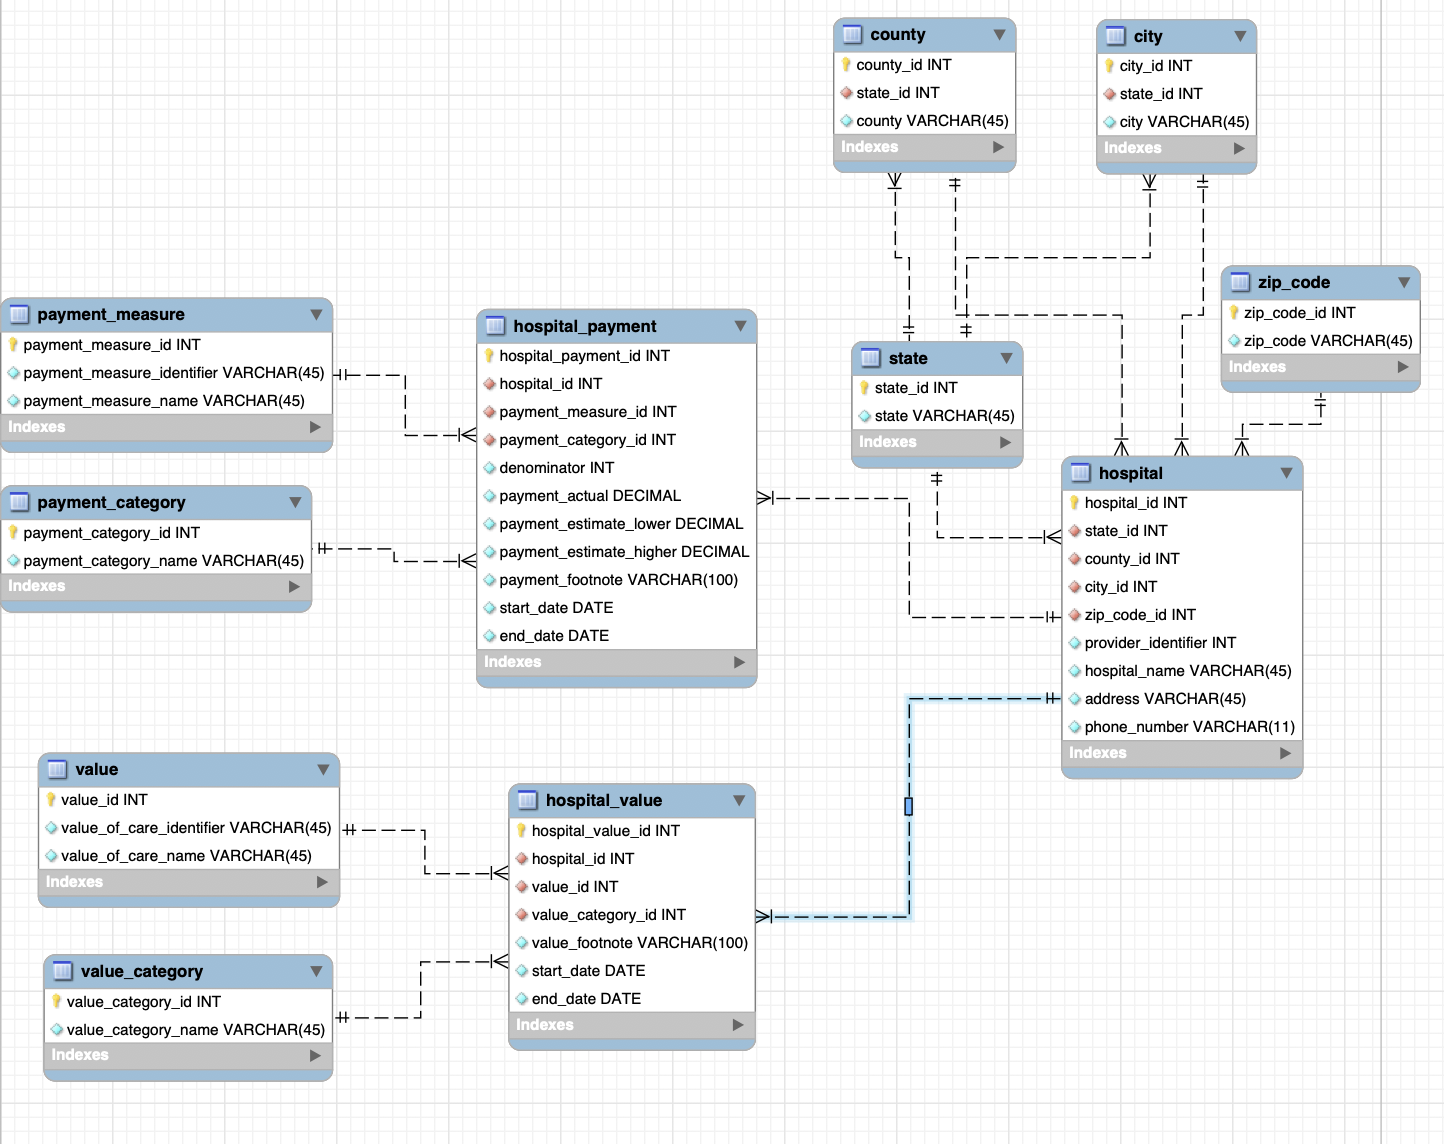 county
county_id INT
state_id INT
county VARCHAR(45)
Indexes
city
city_id INT
state_id INT
city VARCHAR(45)
Indexes
zip_code
zip_code_id INT
zip_code VARCHAR(45)
Indexes
payment_measure
payment_measure_id INT
payment_measure_identifier VARCHAR(45)
payment_measure_name VARCHAR(45)
Indexes
hospital_payment
hospital_payment_id INT
hospital_id INT
payment_measure_id INT
payment_category_id INT
denominator INT
payment_actual DECIMAL
payment_estimate_lower DECIMAL
payment_estimate_higher DECIMAL
payment_footnote VARCHAR(100)
start_date DATE
end_date DATE
Indexes
state
state_id INT
state VARCHAR(45)
Indexes
payment_category
payment_category_id INT
payment_category_name VARCHAR(45)
Indexes
hospital
hospital_id INT
state_id INT
county_id INT
city_id INT
zip_code_id INT
provider_identifier INT
hospital_name VARCHAR(45)
address VARCHAR(45)
phone_number VARCHAR(11)
Indexes
value
value_id INT
value_of_care_identifier VARCHAR(45)
value_of_care_name VARCHAR(45)
Indexes
hospital_value
hospital_value_id INT
hospital_id INT
value_id INT
value_category_id INT
value_footnote VARCHAR(100)
start_date DATE
end_date DATE
Indexes
value_category
value_category_id INT
value_category_name VARCHAR(45)
Indexes